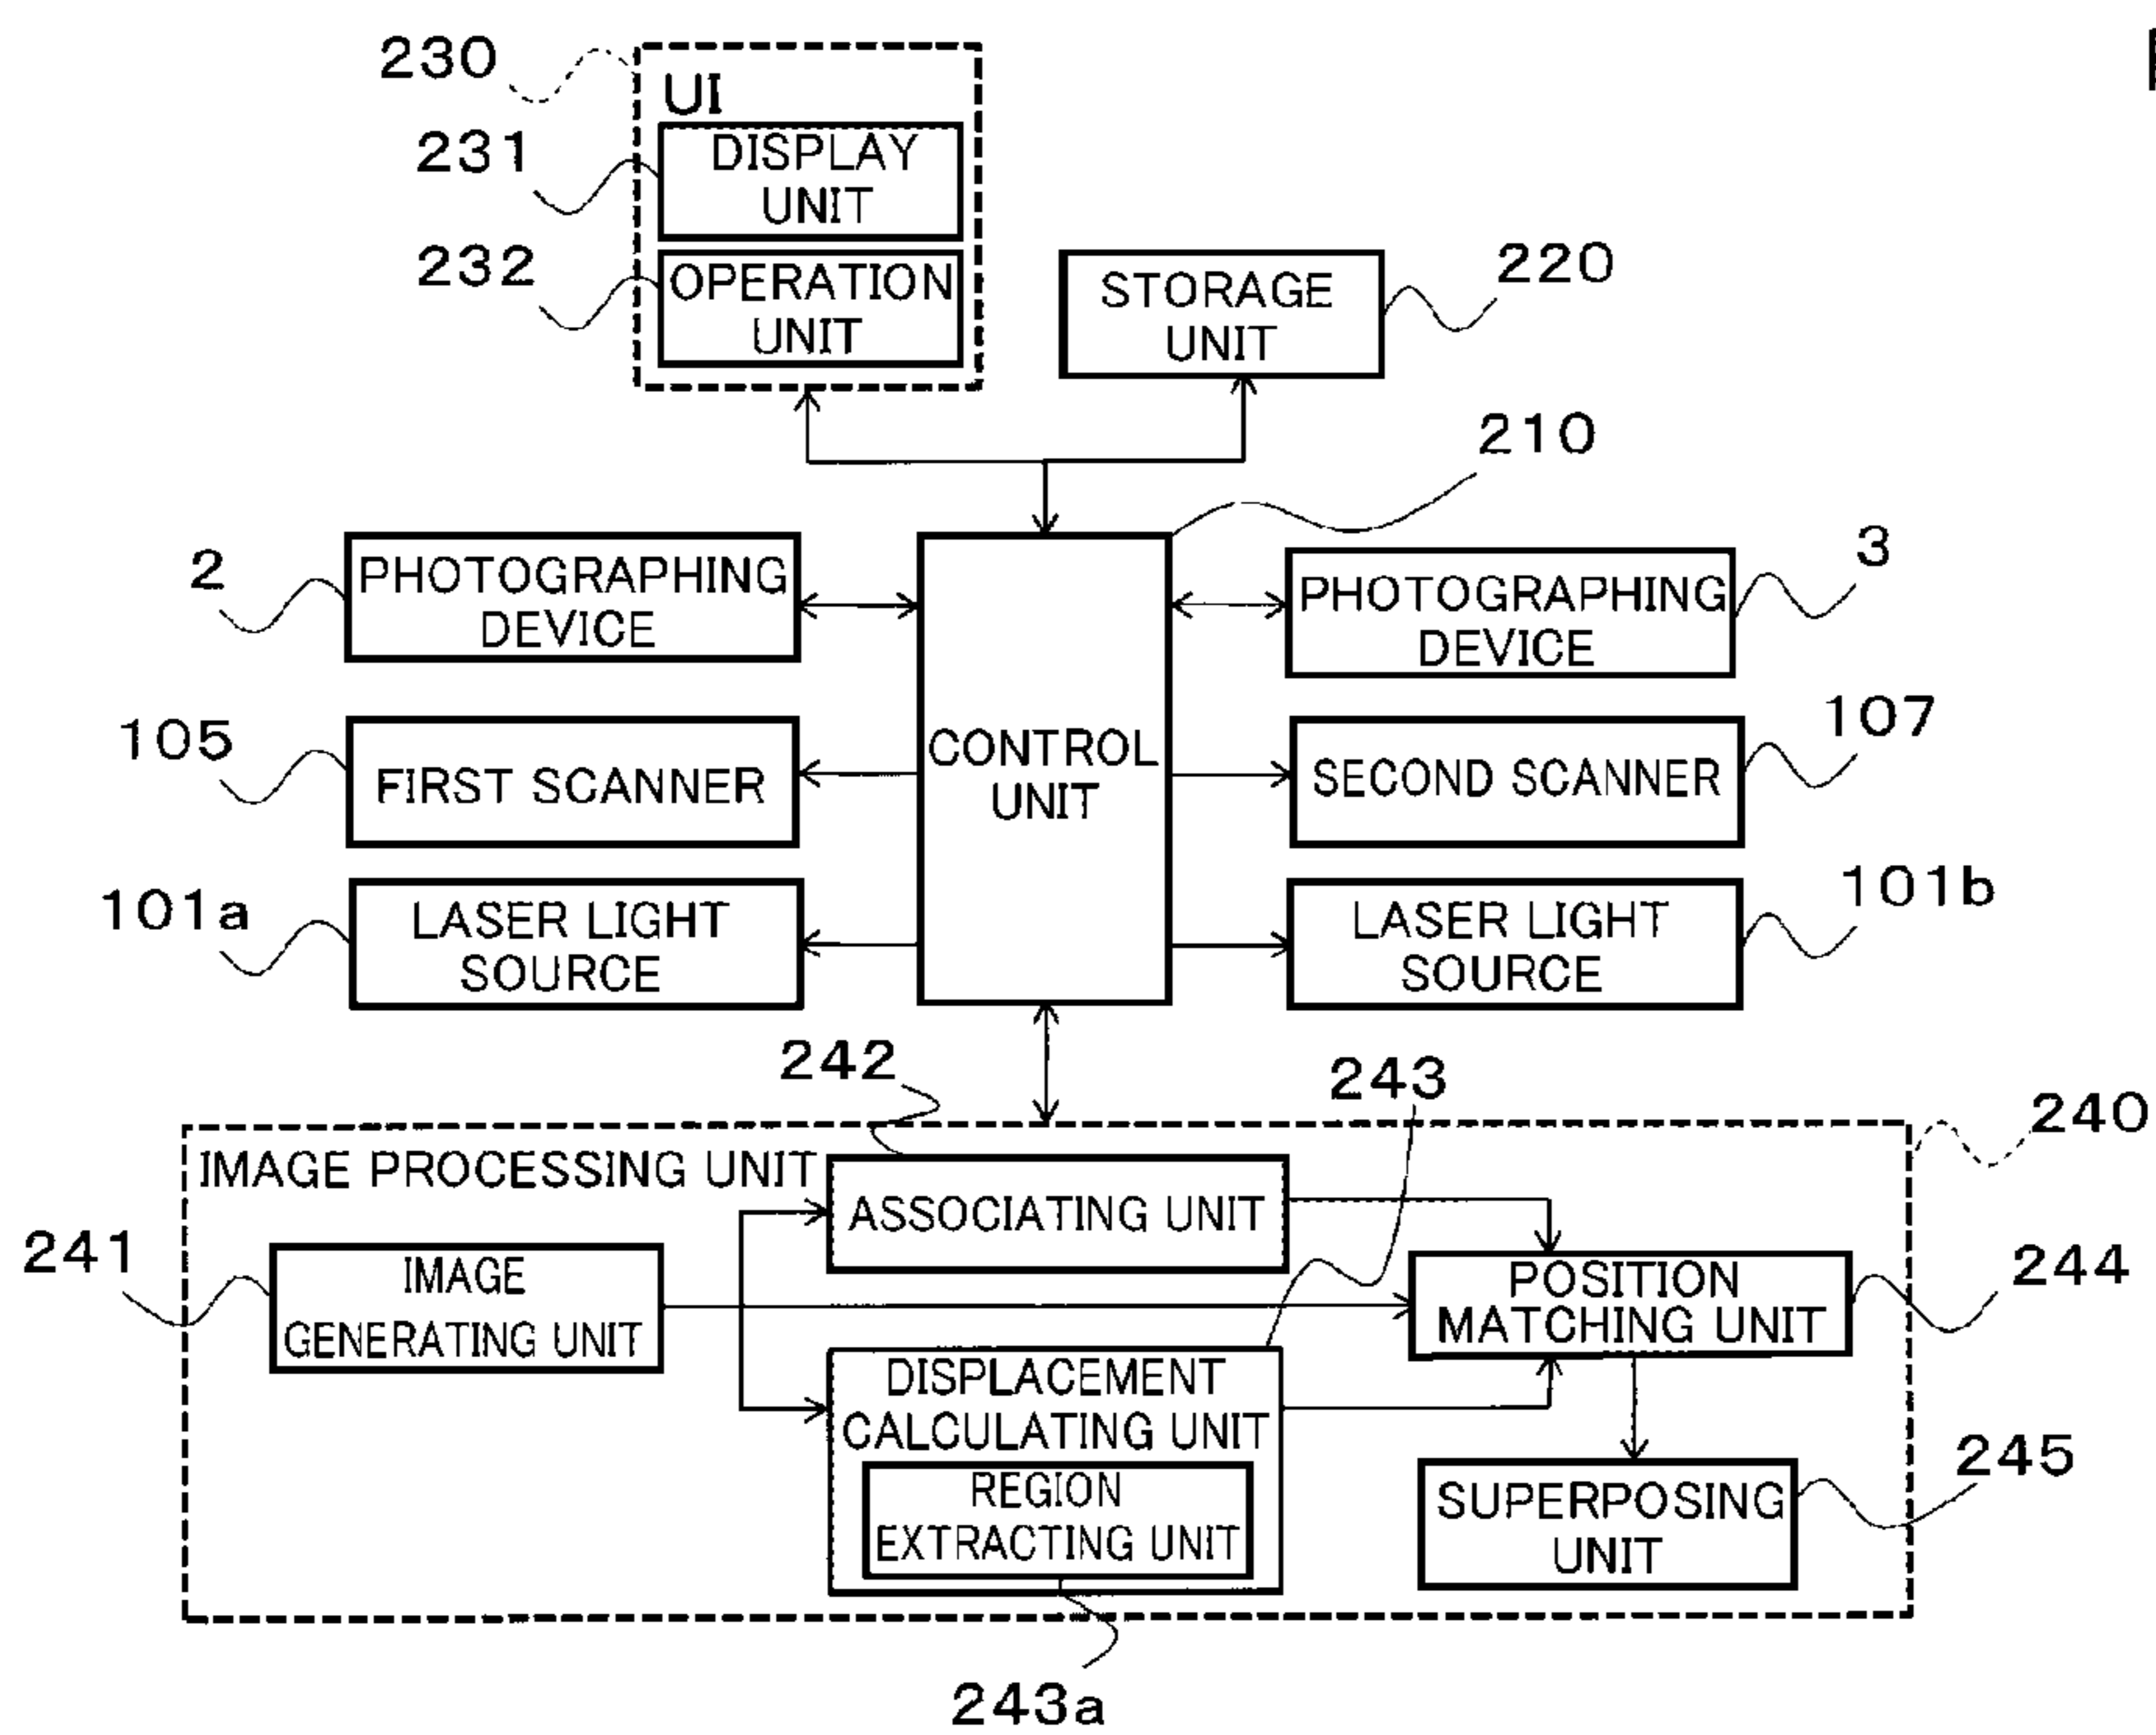 230
UI
231
DISPLAY
UNIT
232
OPERATION
UNIT
STORAGE
UNIT
220
210
2
PHOTOGRAPHING
DEVICE
PHOTOGRAPHING
DEVICE
3
105
FIRST SCANNER
CONTROL
UNIT
SECOND SCANNER
107
101a
LASER LIGHT
SOURCE
LASER LIGHT
SOURCE
101b
242
243
240
IMAGE PROCESSING UNIT
ASSOCIATING UNIT
241
IMAGE
GENERATING UNIT
POSITION
MATCHING UNIT
244
DISPLACEMENT
CALCULATING UNIT
REGION
EXTRACTING UNIT
SUPERPOSING
UNIT
245
243a